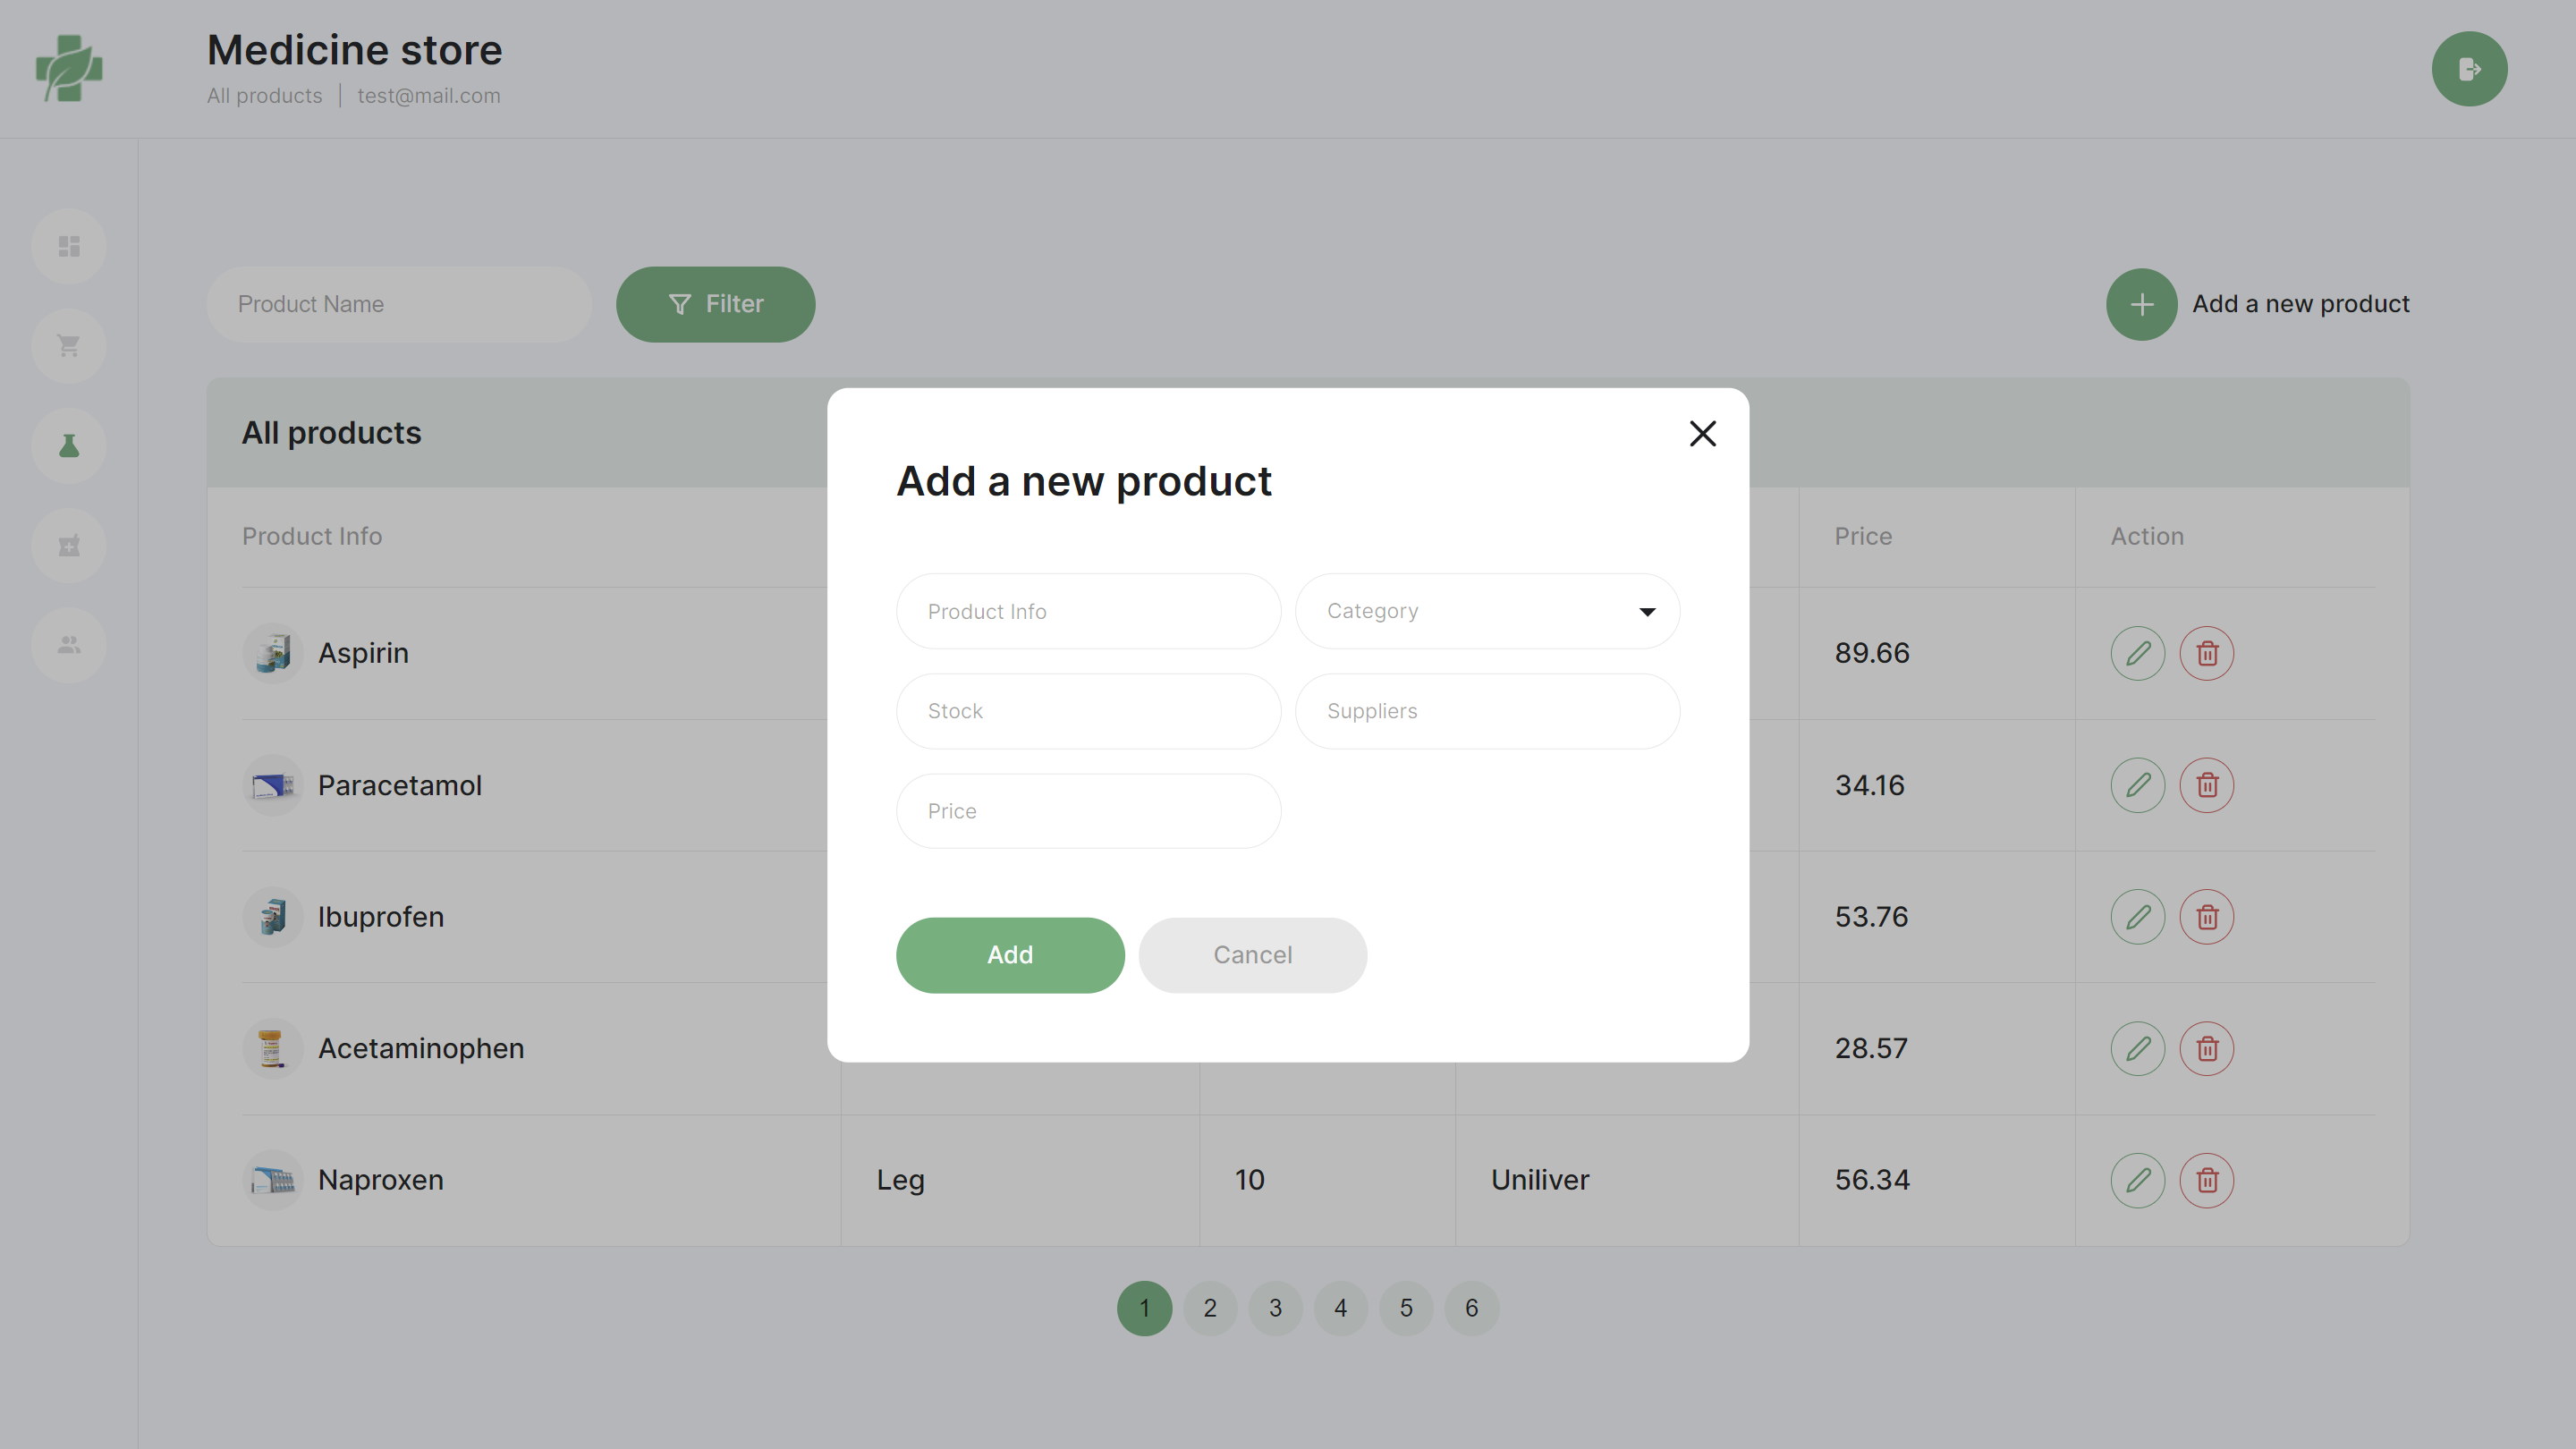 Medicine store
All products | test@mail.com
Product Name
Filter
Add a new product
All products
Product Info
Price
Action
Aspirin
89.66
Paracetamol
34.16
Ibuprofen
53.76
Acetaminophen
28.57
Naproxen
Leg
10
Uniliver
56.34
Add a new product
Product Info
Category
Stock
Suppliers
Price
Add
Cancel
1 2 3 4 5 6